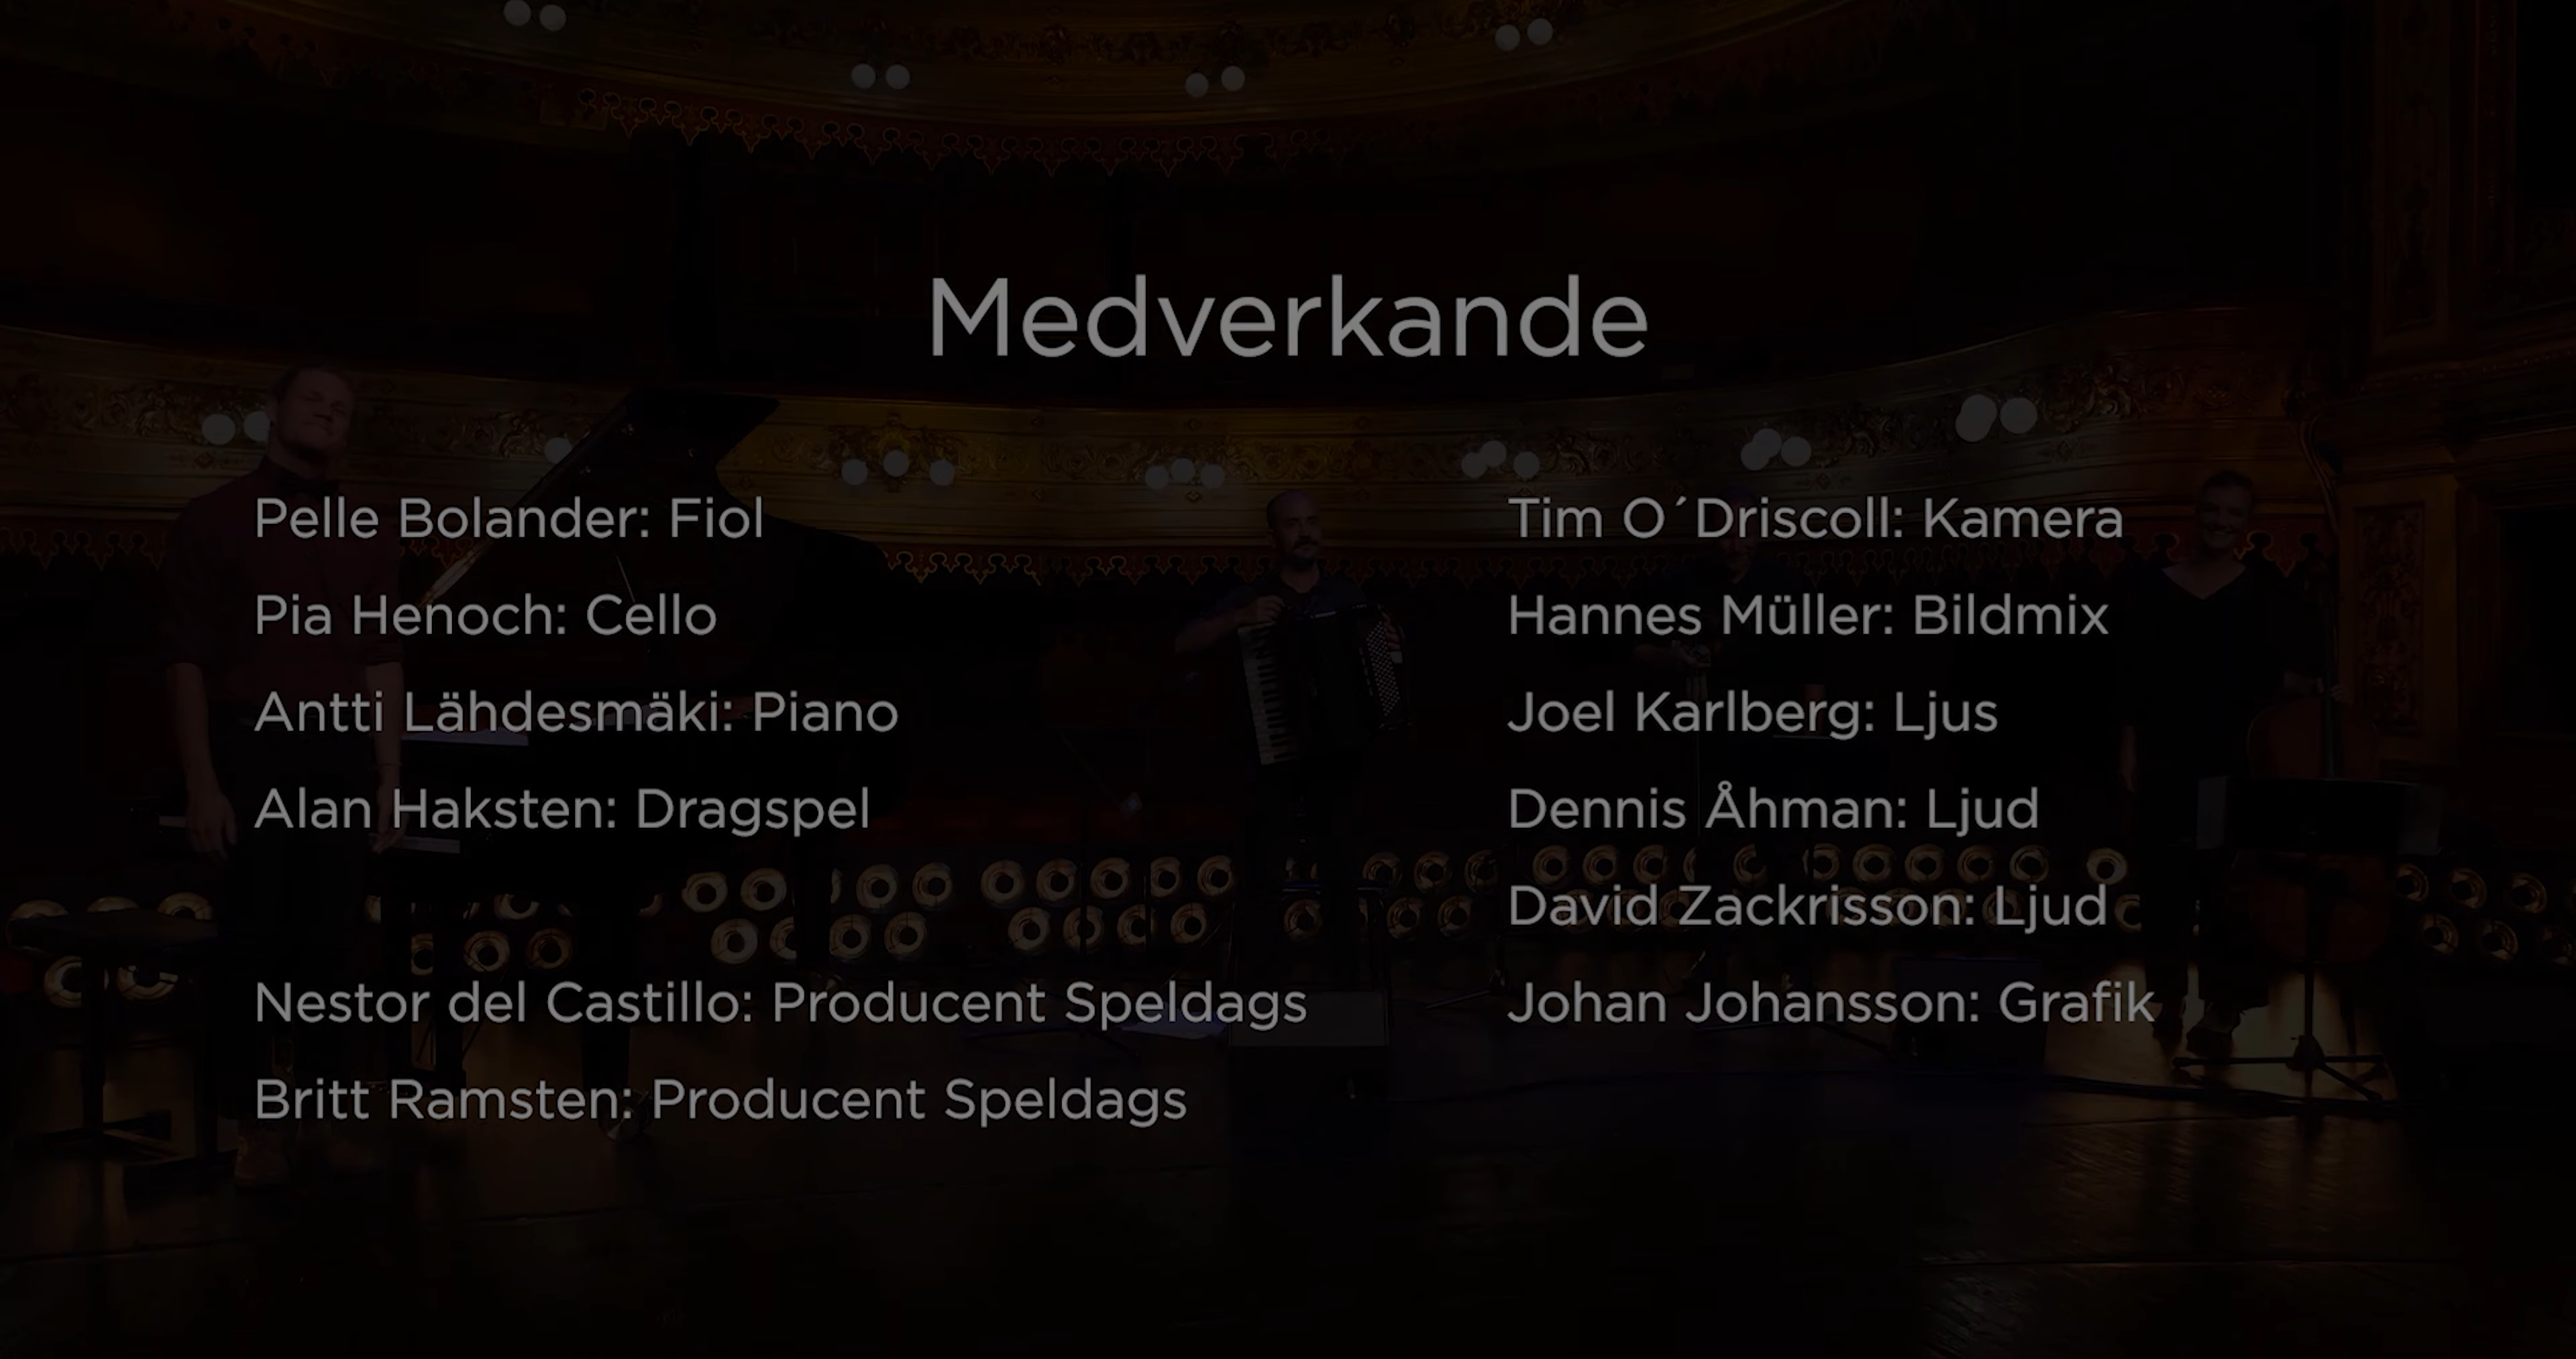 Medverkande
Pelle Bolander: Fiol
Pia Henoch: Cello
Antti Lähdesmäki: Piano
Alan Haksten: Dragspel
Nestor del Castillo: Producent Speldags
Britt Ramsten: Producent Speldags
Tim O´Driscoll: Kamera
Hannes Müller: Bildmix
Joel Karlberg: Ljus
Dennis Åhman: Ljud
David Zackrisson: Ljud
Johan Johansson: Grafik